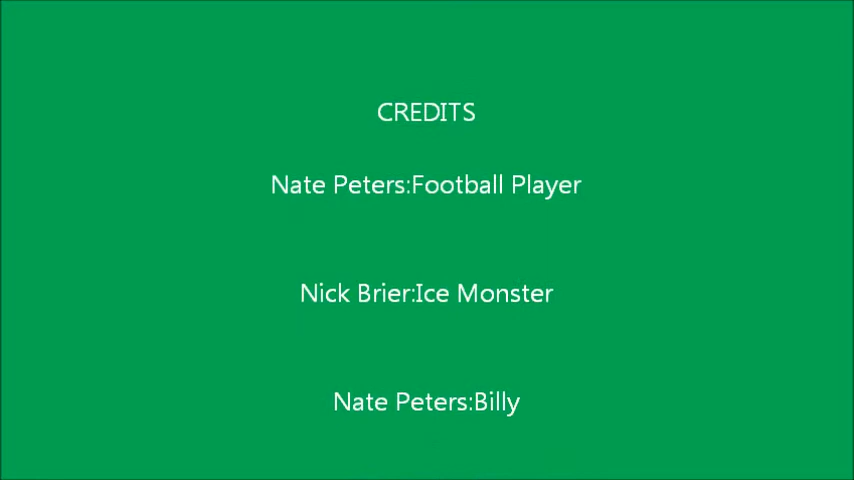 CREDITS
Nate Peters:Football Player
Nick Brier:Ice Monster
Nate Peters:Billy